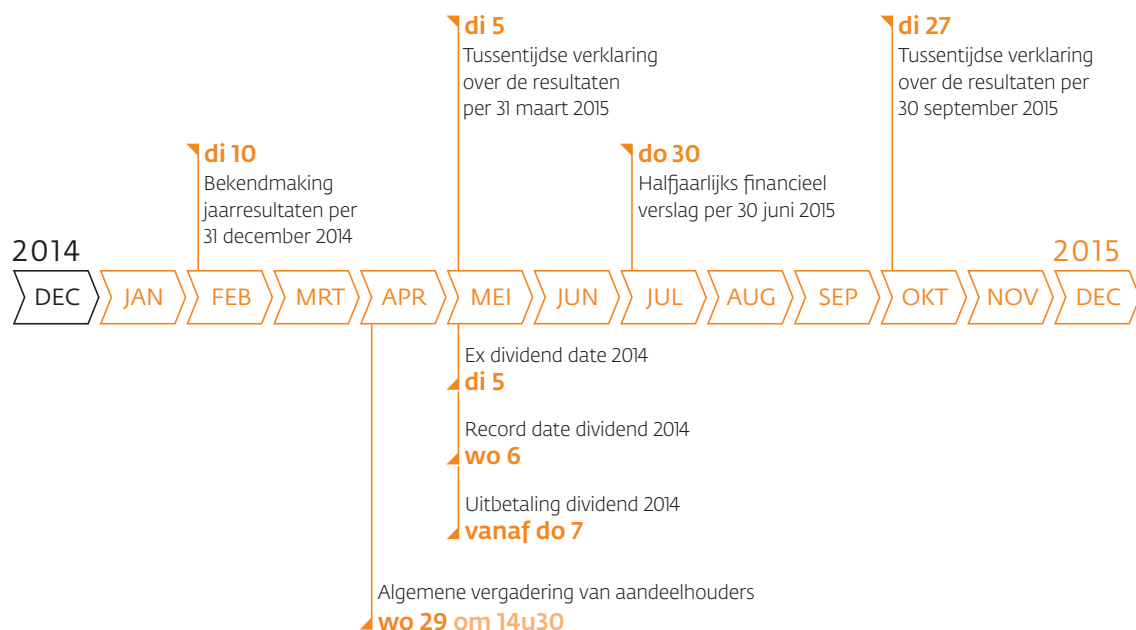 di 5
Tussentijdse verklaring
over de resultaten
per 31 maart 2015
di 27
Tussentijdse verklaring
over de resultaten per
30 september 2015
di 10
Bekendmaking
jaarresultaten per
31 december 2014
do 30
Halfjaarlijks financieel
verslag per 30 juni 2015
2014
2015
DEC JAN FEB MRT APR MEI JUN JUL AUG SEP OKT NOV DEC
Ex dividend date 2014
di 5
Record date dividend 2014
wo 6
Uitbetaling dividend 2014
vanaf do 7
Algemene vergadering van aandeelhouders
wo 29 om 14u30